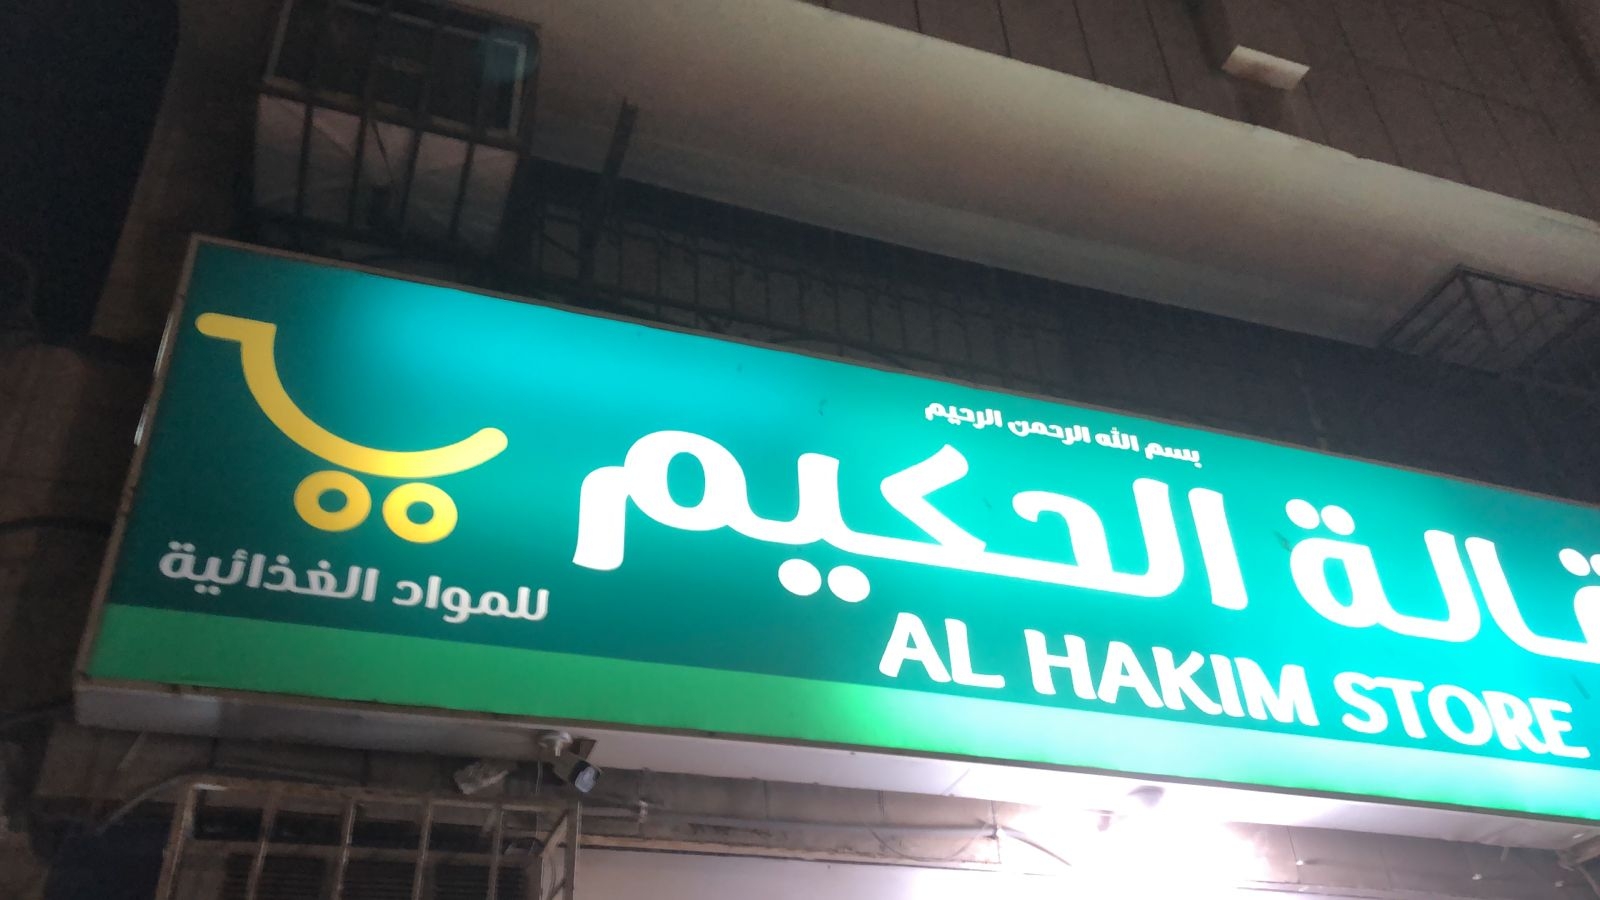 بسم الله الرحمن الرحيم
قالة الحكيم
AL HAKIM STORE
للمواد الغذائية